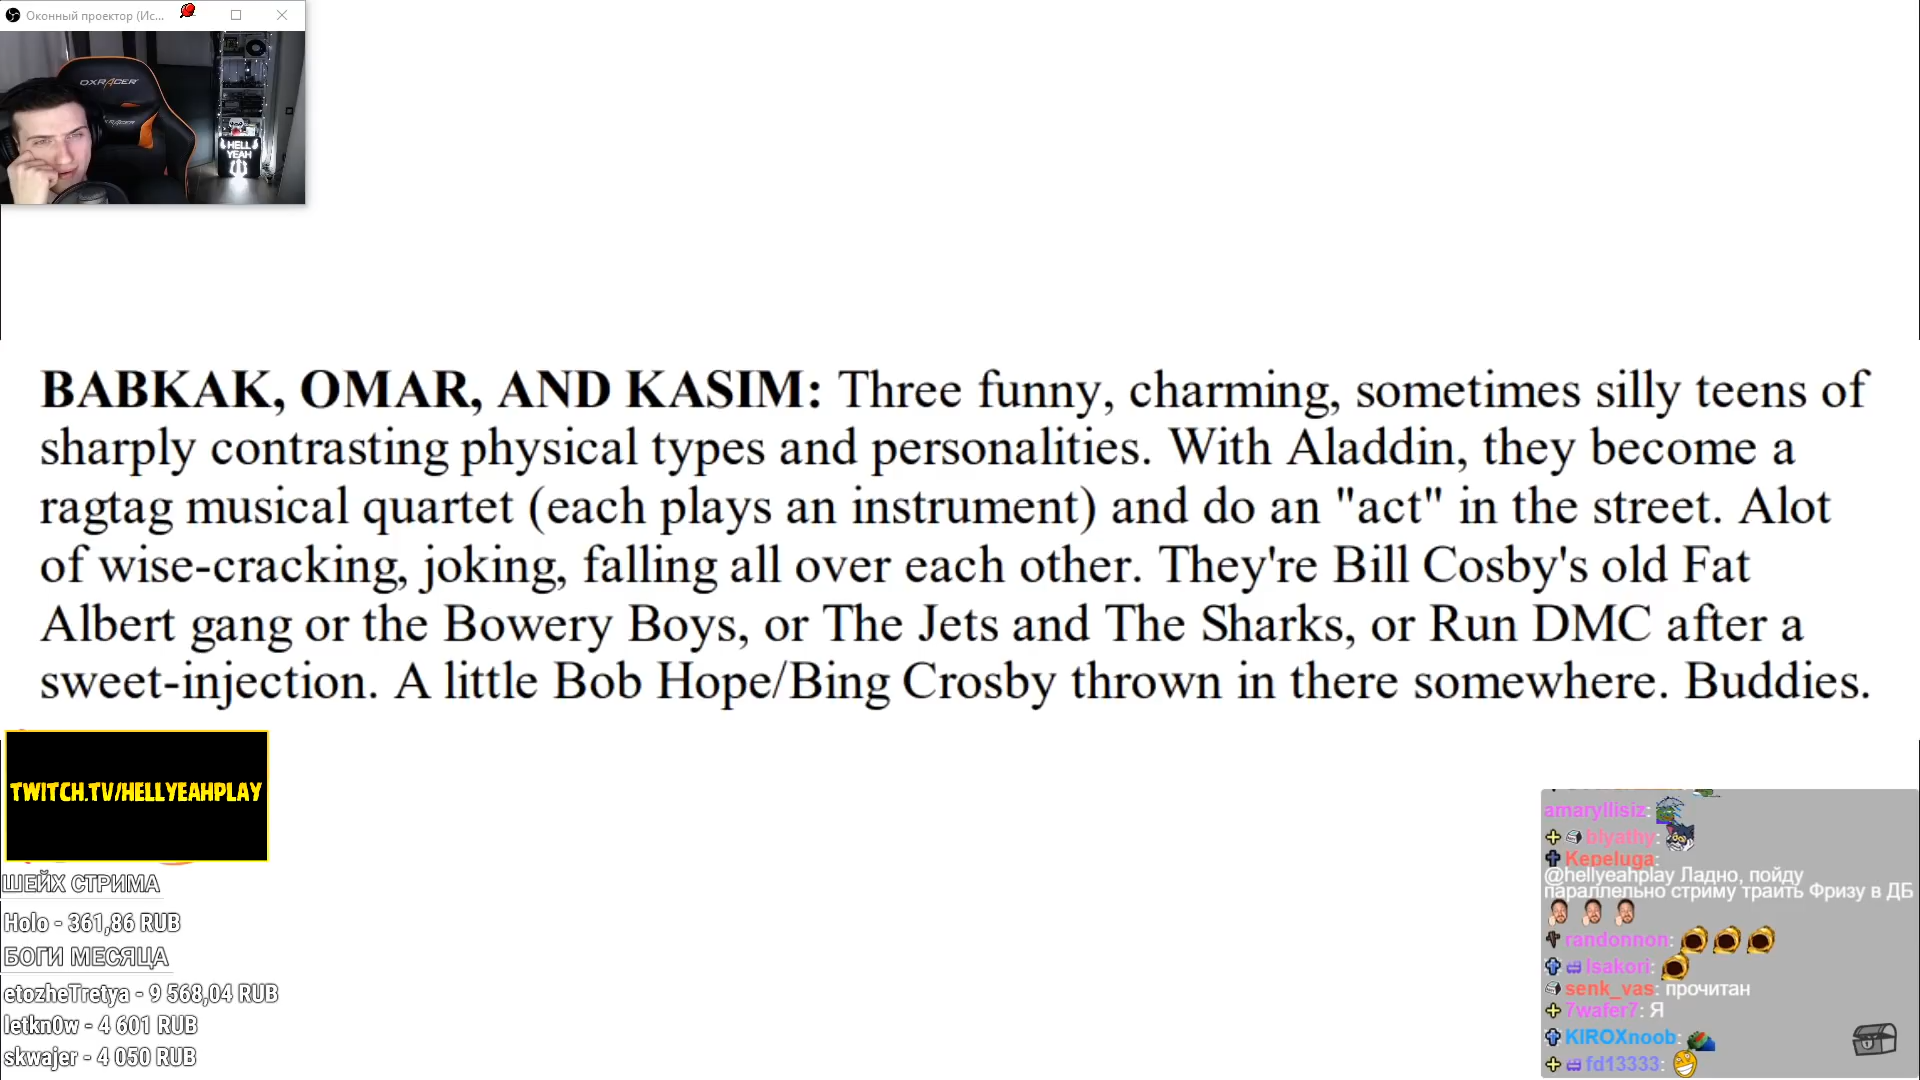 Оконный проектор (Ис...
OXRACER
HELL
YEAH
BABKAK, OMAR, AND KASIM: Three funny, charming, sometimes silly teens of
sharply contrasting physical types and personalities. With Aladdin, they become a
ragtag musical quartet (each plays an instrument) and do an "act" in the street. Alot
of wise-cracking, joking, falling all over each other. They're Bill Cosby's old Fat
Albert gang or the Bowery Boys, or The Jets and The Sharks, or Run DMC after a
sweet-injection. A little Bob Hope/Bing Crosby thrown in there somewhere. Buddies.
TWITCH.TV/HELLYEAHPLAY
ШЕЙХ СТРИМА
Holo - 361,86 RUB
БОГИ МЕСЯЦА
etozheTretya - 9 568,04 RUB
letkn0w - 4 601 RUB
skwajer - 4 050 RUB
amaryllisiz:
blyathy:
Kepeluga:
@hellyeahplay Ладно, пойду
параллельно стриму траить Фризу в ДБ
randonnon:
Isakori:
senk_vas: прочитан
7wafer7: Я
KIROXnoob:
fd13333: